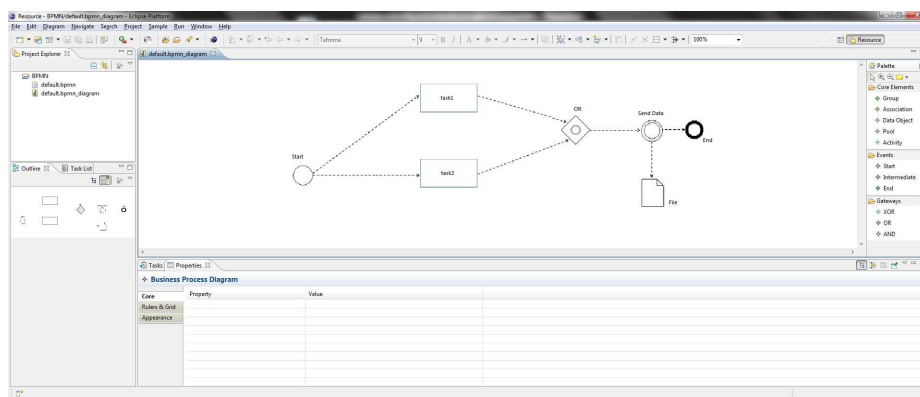 Resource - BPMN/default.bpmn_diagram - Eclipse Platform
File Edit Diagram Navigate Search Project Sample Run Window Help
Tahoma 9 B I A 100% Resource
Project Explorer
BPMN
default.bpmn
default.bpmn_diagram
Outline Task List
default.bpmn_diagram
Start
task1
task2
OR
Send Data
End
File
Palette
Core Elements
Group
Association
Data Object
Pool
Activity
Events
Start
Intermediate
End
Gateways
XOR
OR
AND
Tasks Properties
Business Process Diagram
Core
Rulers & Grid
Appearance
Property Value